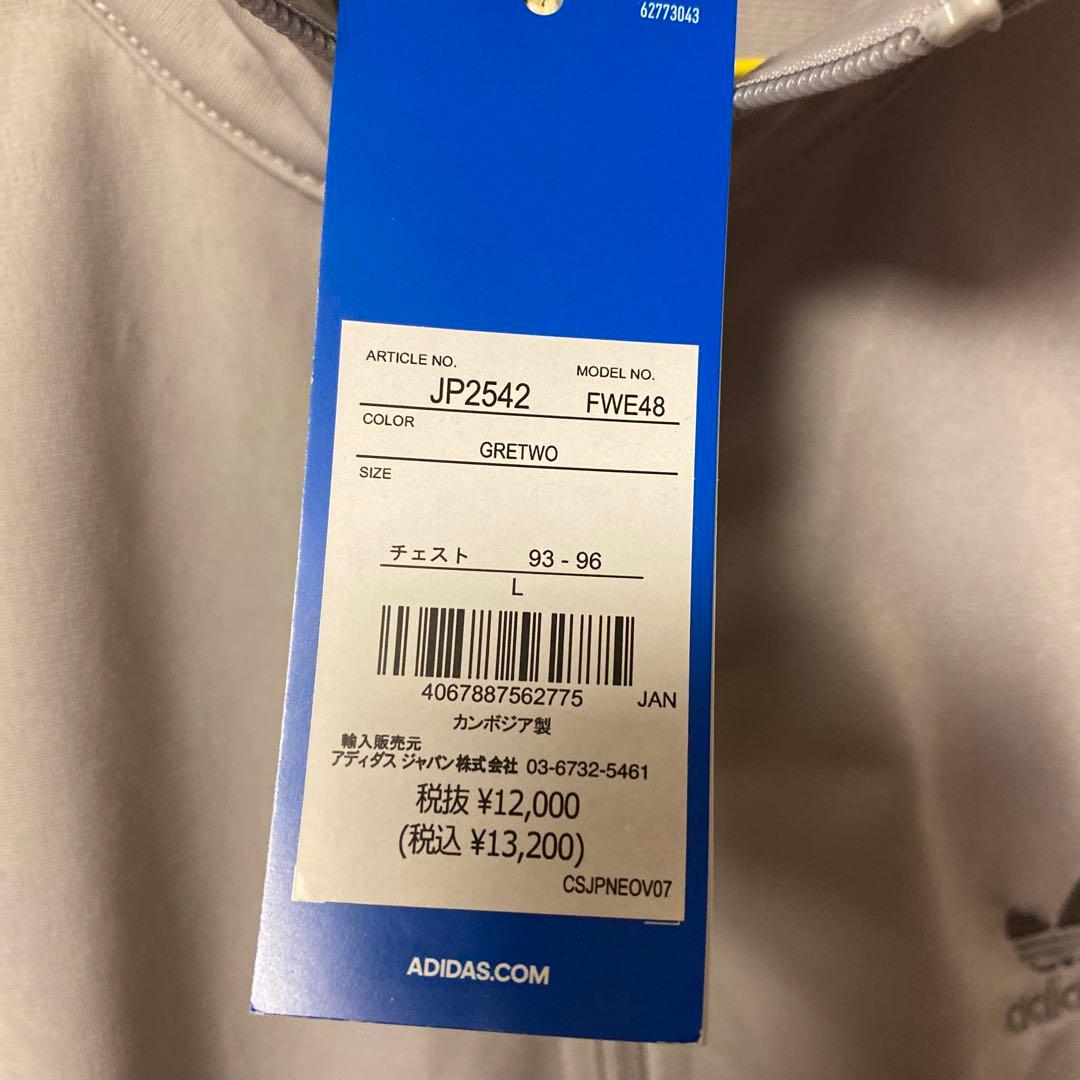 62773043
ARTICLE NO. MODEL NO.
JP2542 FWE48
COLOR
GRETWO
SIZE
チェスト 93 - 96
L
4067887562775 JAN
カンボジア製
輸入販売元
アディダス ジャパン株式会社 03-6732-5461
税抜 ¥12,000
(税込 ¥13,200)
CSJPNEOV07
ADIDAS.COM